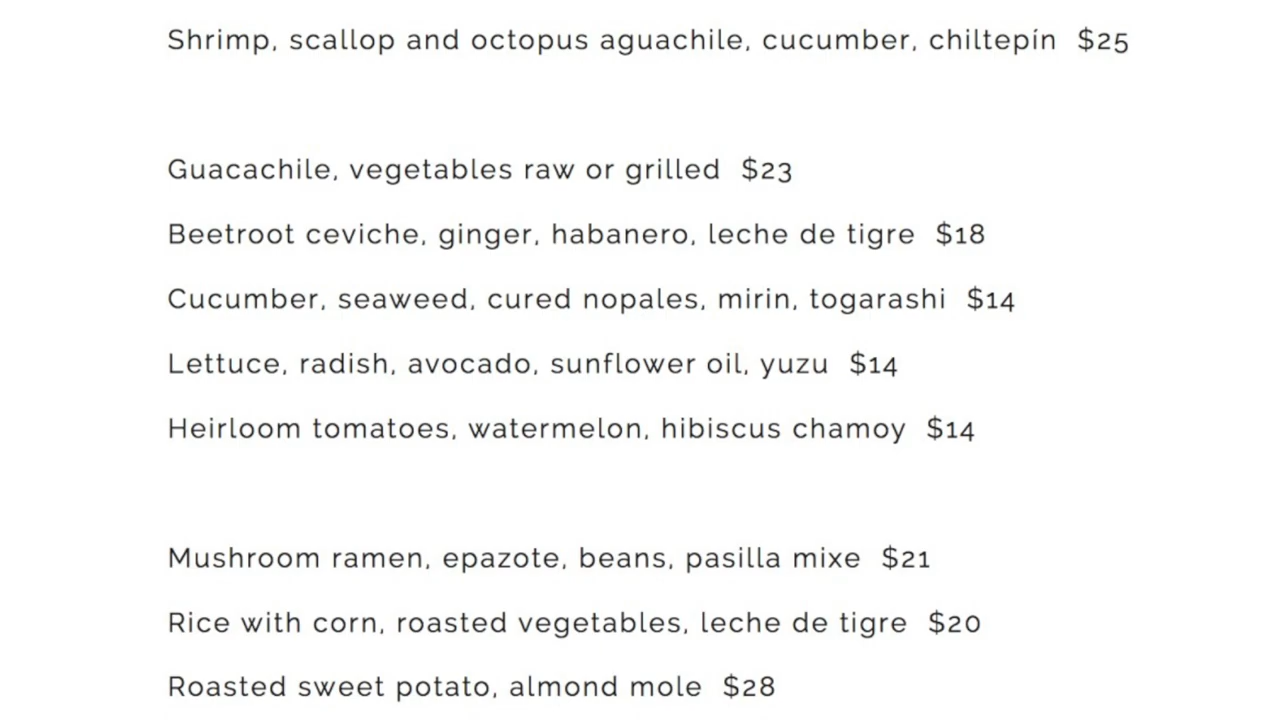 Shrimp, scallop and octopus aguachile, cucumber, chiltepín $25
Guacachile, vegetables raw or grilled $23
Beetroot ceviche, ginger, habanero, leche de tigre $18
Cucumber, seaweed, cured nopales, mirin, togarashi $14
Lettuce, radish, avocado, sunflower oil, yuzu $14
Heirloom tomatoes, watermelon, hibiscus chamoy $14
Mushroom ramen, epazote, beans, pasilla mixe $21
Rice with corn, roasted vegetables, leche de tigre $20
Roasted sweet potato, almond mole $28